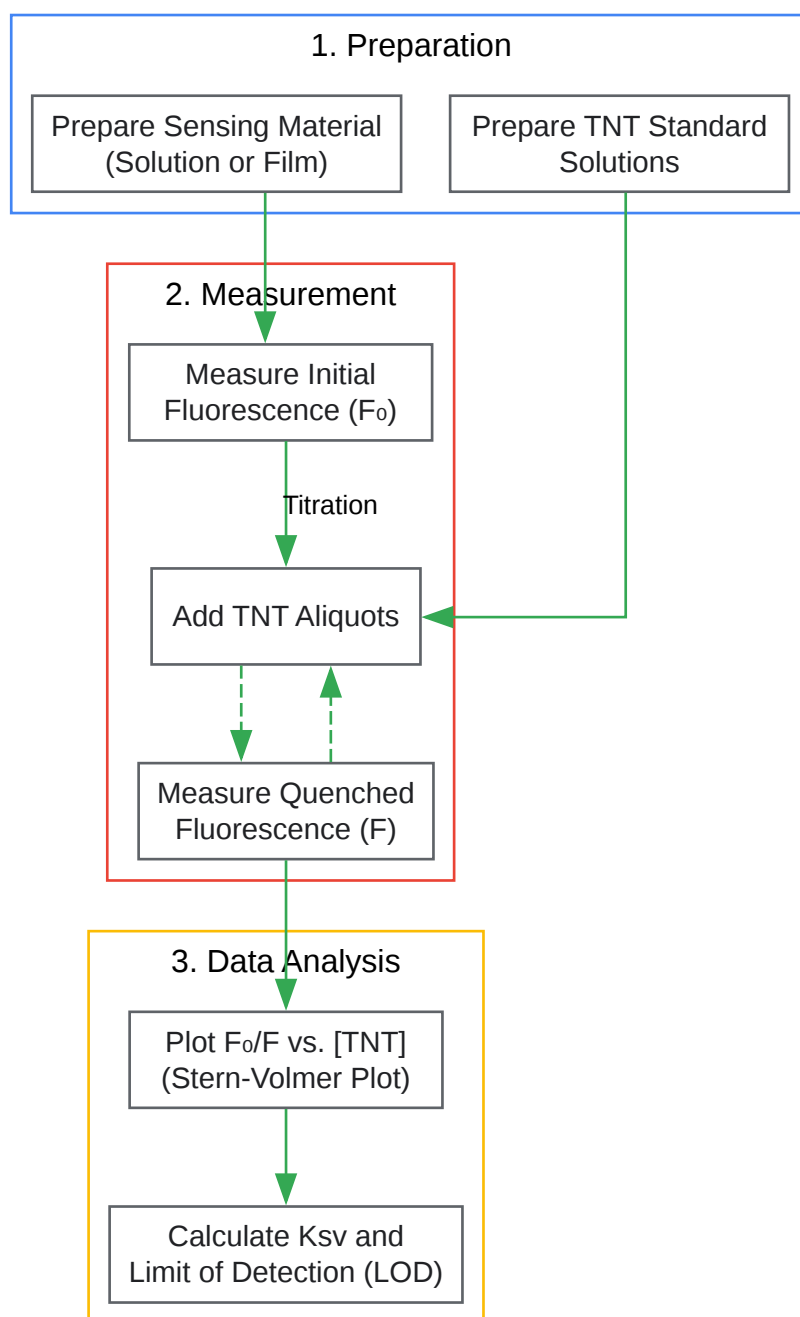 1. Preparation
Prepare Sensing Material
(Solution or Film)
Prepare TNT Standard
Solutions
2. Measurement
Measure Initial
Fluorescence (F₀)
Titration
Add TNT Aliquots
Measure Quenched
Fluorescence (F)
3. Data Analysis
Plot F₀/F vs. [TNT]
(Stern-Volmer Plot)
Calculate Ksv and
Limit of Detection (LOD)